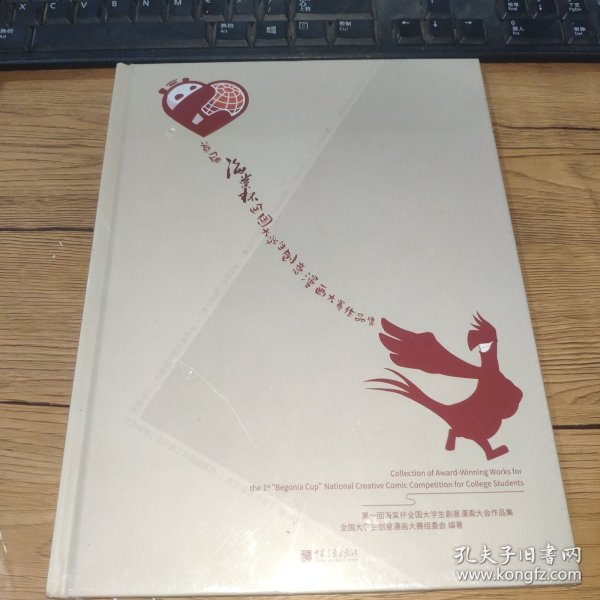 首届海棠杯全国大学生创意漫画大赛作品集
Collection of Award-Winning Works for
the 1st "Begonia Cup" National Creative Comic Competition for College Students
第一回海棠杯全国大学生創意漫画大会作品集
全国大学生创意漫画大赛组委会 编著
孔夫子旧书网
www.kongfz.com